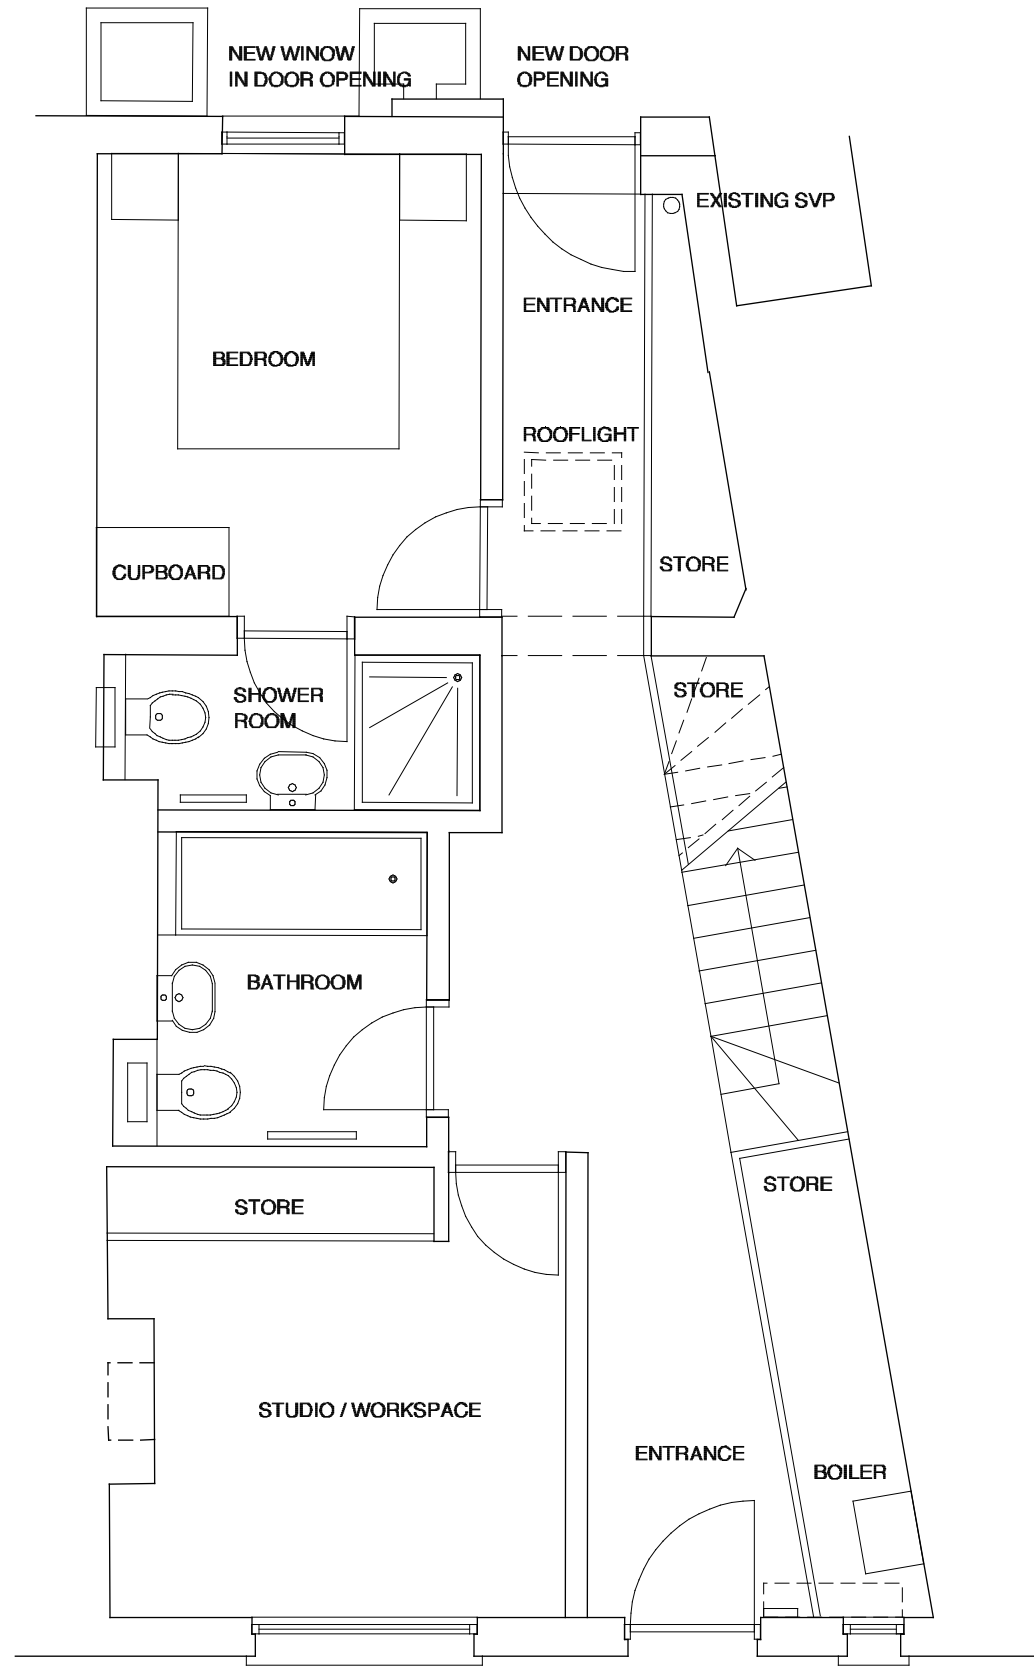 NEW WINOW
IN DOOR OPENING
NEW DOOR
OPENING
EXISTING SVP
ENTRANCE
BEDROOM
ROOFLIGHT
STORE
CUPBOARD
SHOWER
ROOM
STORE
BATHROOM
STORE
STORE
STUDIO / WORKSPACE
ENTRANCE
BOILER